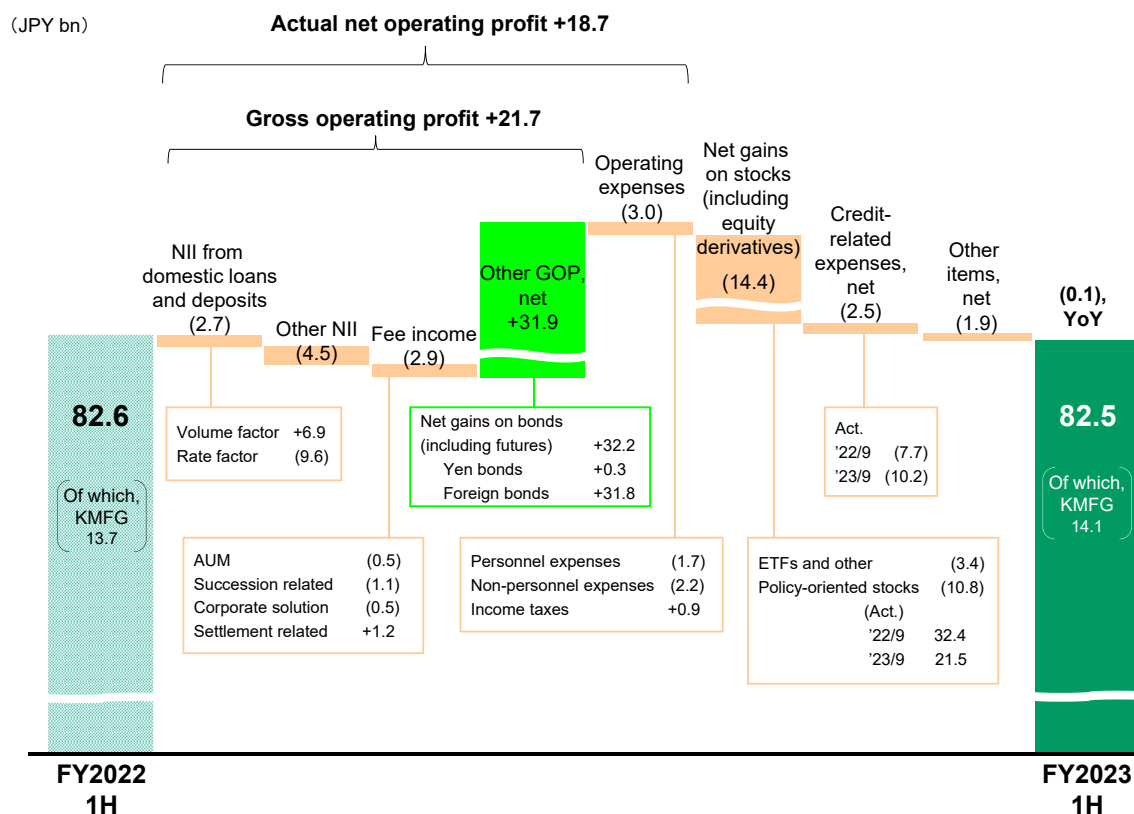 （JPY bn）
Actual net operating profit +18.7
Gross operating profit +21.7
NII from
domestic loans
and deposits
(2.7)
Other NII
(4.5)
Fee income
(2.9)
Other GOP,
net
+31.9
Operating
expenses
(3.0)
Net gains
on stocks
(including
equity
derivatives)
(14.4)
Credit-
related
expenses,
net
(2.5)
Other
items,
net
(1.9)
(0.1),
YoY
82.6
Of which,
KMFG
13.7
Volume factor +6.9
Rate factor (9.6)
Net gains on bonds
(including futures) +32.2
Yen bonds +0.3
Foreign bonds +31.8
Act.
’22/9 (7.7)
’23/9 (10.2)
82.5
Of which,
KMFG
14.1
AUM (0.5)
Succession related (1.1)
Corporate solution (0.5)
Settlement related +1.2
Personnel expenses (1.7)
Non-personnel expenses (2.2)
Income taxes +0.9
ETFs and other (3.4)
Policy-oriented stocks (10.8)
(Act.)
’22/9 32.4
’23/9 21.5
FY2022
1H
FY2023
1H